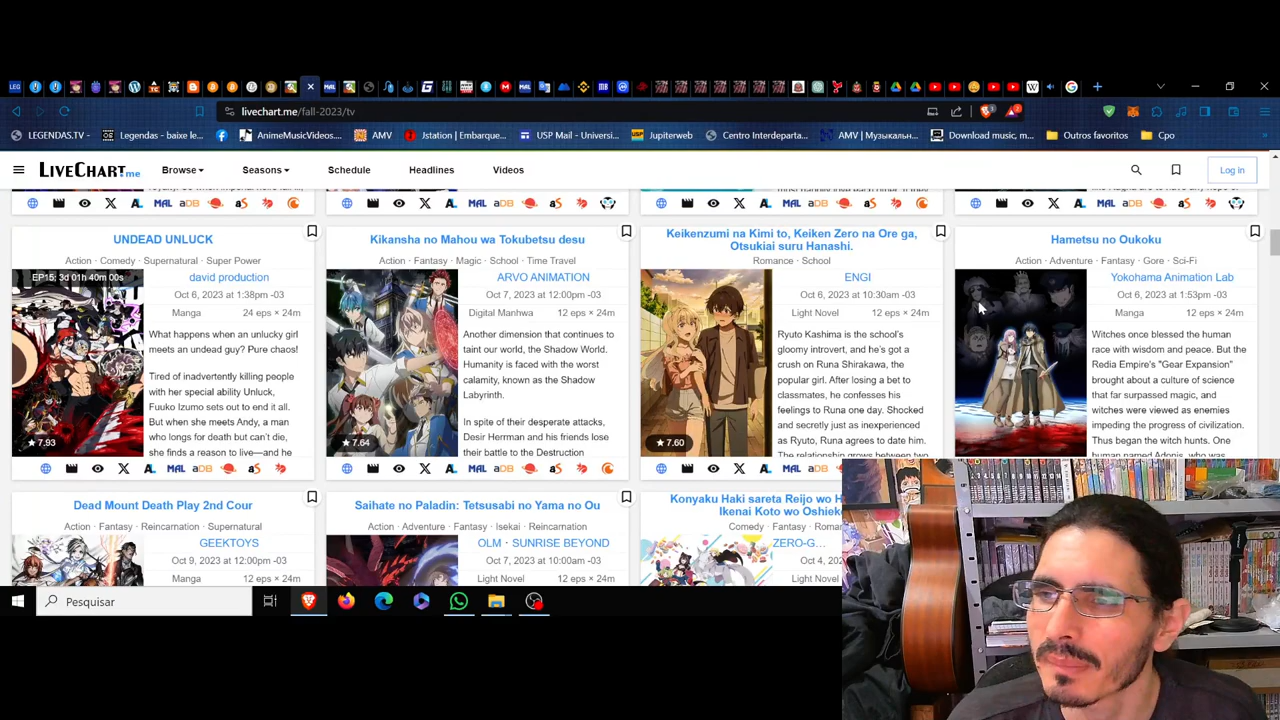 livechart.me/fall-2023/tv
LEGENDAS.TV -
Legendas - baixe le...
AnimeMusicVideos....
AMV
Jstation | Embarque...
USP Mail - Universi...
Jupiterweb
Centro Interdeparta...
AMV | Музыкальн...
Download music, m...
Outros favoritos
Cpo
LIVECHART.me
Browse
Seasons
Schedule
Headlines
Videos
Log in
UNDEAD UNLUCK
Action · Comedy · Supernatural · Super Power
EP15: 3d 01h 40m 00s
david production
Oct 6, 2023 at 1:38pm -03
Manga 24 eps × 24m
What happens when an unlucky girl
meets an undead guy? Pure chaos!
Tired of inadvertently killing people
with her special ability Unluck,
Fuuko Izumo sets out to end it all.
But when she meets Andy, a man
who longs for death but can't die,
she finds a reason to live—and he
7.93
Kikansha no Mahou wa Tokubetsu desu
Action · Fantasy · Magic · School · Time Travel
ARVO ANIMATION
Oct 7, 2023 at 12:00pm -03
Digital Manhwa 12 eps × 24m
Another dimension that continues to
taint our world, the Shadow World.
Humanity is faced with the worst
calamity, known as the Shadow
Labyrinth.
In spite of their desperate attacks,
Desir Herrman and his friends lose
their battle to the Destruction
7.64
Keikenzumi na Kimi to, Keiken Zero na Ore ga,
Otsukiai suru Hanashi.
Romance · School
ENGI
Oct 6, 2023 at 10:30am -03
Light Novel 12 eps × 24m
Ryuto Kashima is the school's
gloomy introvert, and he's got a
crush on Runa Shirakawa, the
popular girl. After losing a bet to
classmates, he confesses his
feelings to Runa one day. Shocked
and secretly just as inexperienced
as Ryuto, Runa agrees to date him.
The relationship grows between two
7.60
Hametsu no Oukoku
Action · Adventure · Fantasy · Gore · Sci-Fi
Yokohama Animation Lab
Oct 6, 2023 at 1:53pm -03
Manga 12 eps × 24m
Witches once blessed the human
race with wisdom and peace. But the
Redia Empire's "Gear Expansion"
brought about a culture of science
that far surpassed magic, and
witches were viewed as enemies
impeding the progress of civilization.
Thus began the witch hunts. One
human named Adonis, who was
Dead Mount Death Play 2nd Cour
Action · Fantasy · Reincarnation · Supernatural
GEEKTOYS
Oct 9, 2023 at 12:00pm -03
Manga 12 eps × 24m
Saihate no Paladin: Tetsusabi no Yama no Ou
Action · Adventure · Fantasy · Isekai · Reincarnation
OLM · SUNRISE BEYOND
Oct 7, 2023 at 10:00am -03
Light Novel 12 eps × 24m
Konyaku Haki sareta Reijo wo H
Ikenai Koto wo Oshie
Comedy · Fantasy · Roma
ZERO-G...
Oct 4, 202
Light Novel 12
Pesquisar